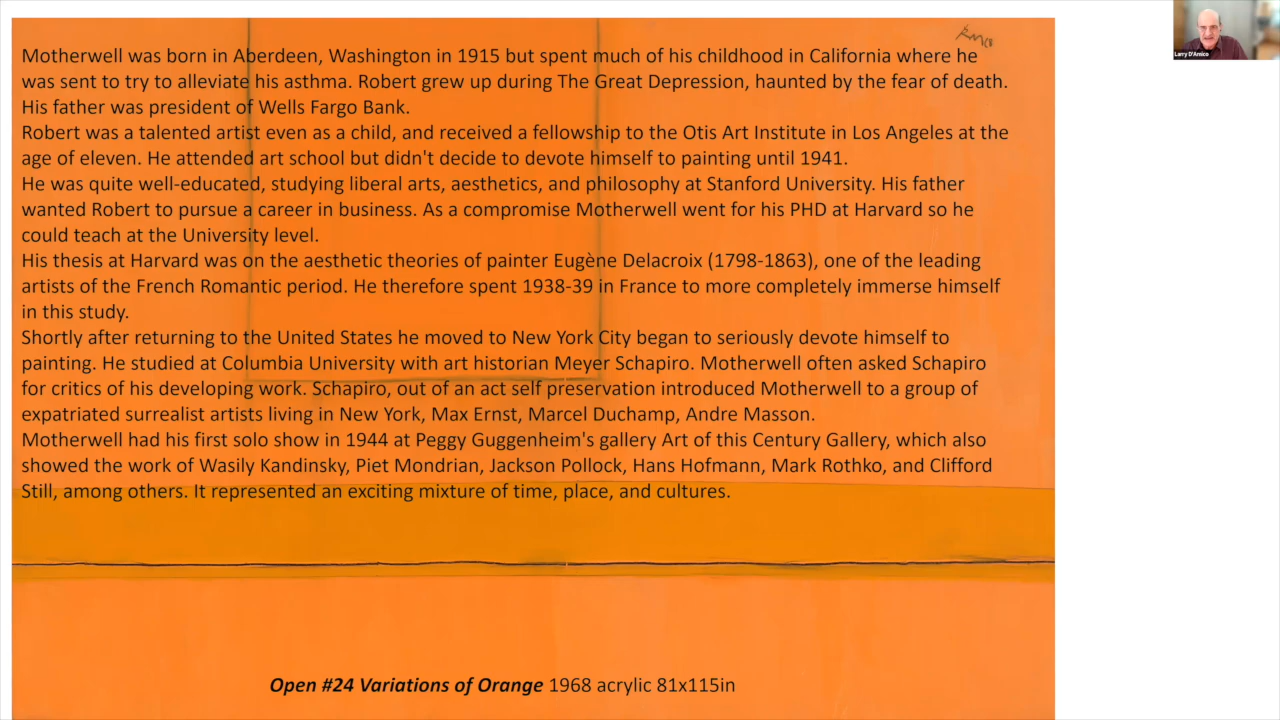 Motherwell was born in Aberdeen, Washington in 1915 but spent much of his childhood in California where he
was sent to try to alleviate his asthma. Robert grew up during The Great Depression, haunted by the fear of death.
His father was president of Wells Fargo Bank.
Robert was a talented artist even as a child, and received a fellowship to the Otis Art Institute in Los Angeles at the
age of eleven. He attended art school but didn't decide to devote himself to painting until 1941.
He was quite well-educated, studying liberal arts, aesthetics, and philosophy at Stanford University. His father
wanted Robert to pursue a career in business. As a compromise Motherwell went for his PHD at Harvard so he
could teach at the University level.
His thesis at Harvard was on the aesthetic theories of painter Eugène Delacroix (1798-1863), one of the leading
artists of the French Romantic period. He therefore spent 1938-39 in France to more completely immerse himself
in this study.
Shortly after returning to the United States he moved to New York City began to seriously devote himself to
painting. He studied at Columbia University with art historian Meyer Schapiro. Motherwell often asked Schapiro
for critics of his developing work. Schapiro, out of an act self preservation introduced Motherwell to a group of
expatriated surrealist artists living in New York, Max Ernst, Marcel Duchamp, Andre Masson.
Motherwell had his first solo show in 1944 at Peggy Guggenheim's gallery Art of this Century Gallery, which also
showed the work of Wasily Kandinsky, Piet Mondrian, Jackson Pollock, Hans Hofmann, Mark Rothko, and Clifford
Still, among others. It represented an exciting mixture of time, place, and cultures.
Open #24 Variations of Orange 1968 acrylic 81x115in
Larry D'Amico